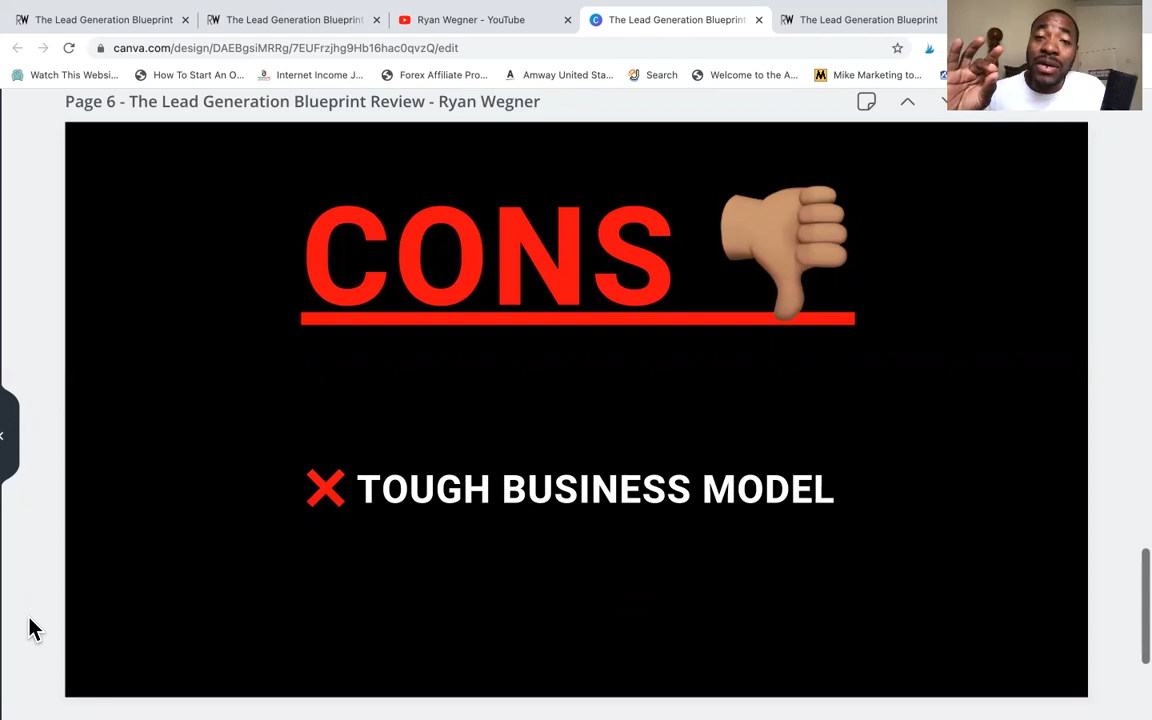 RW The Lead Generation Blueprint
RW The Lead Generation Blueprint
Ryan Wegner - YouTube
C The Lead Generation Blueprint
RW The Lead Generation Blueprint
canva.com/design/DAEBgsiMRRg/7EUFrzjhg9Hb16hac0qvzQ/edit
Watch This Websi...
How To Start An O...
Internet Income J...
Forex Affiliate Pro...
Amway United Sta...
Search
Welcome to the A...
Mike Marketing to...
Page 6 - The Lead Generation Blueprint Review - Ryan Wegner
CONS
TOUGH BUSINESS MODEL